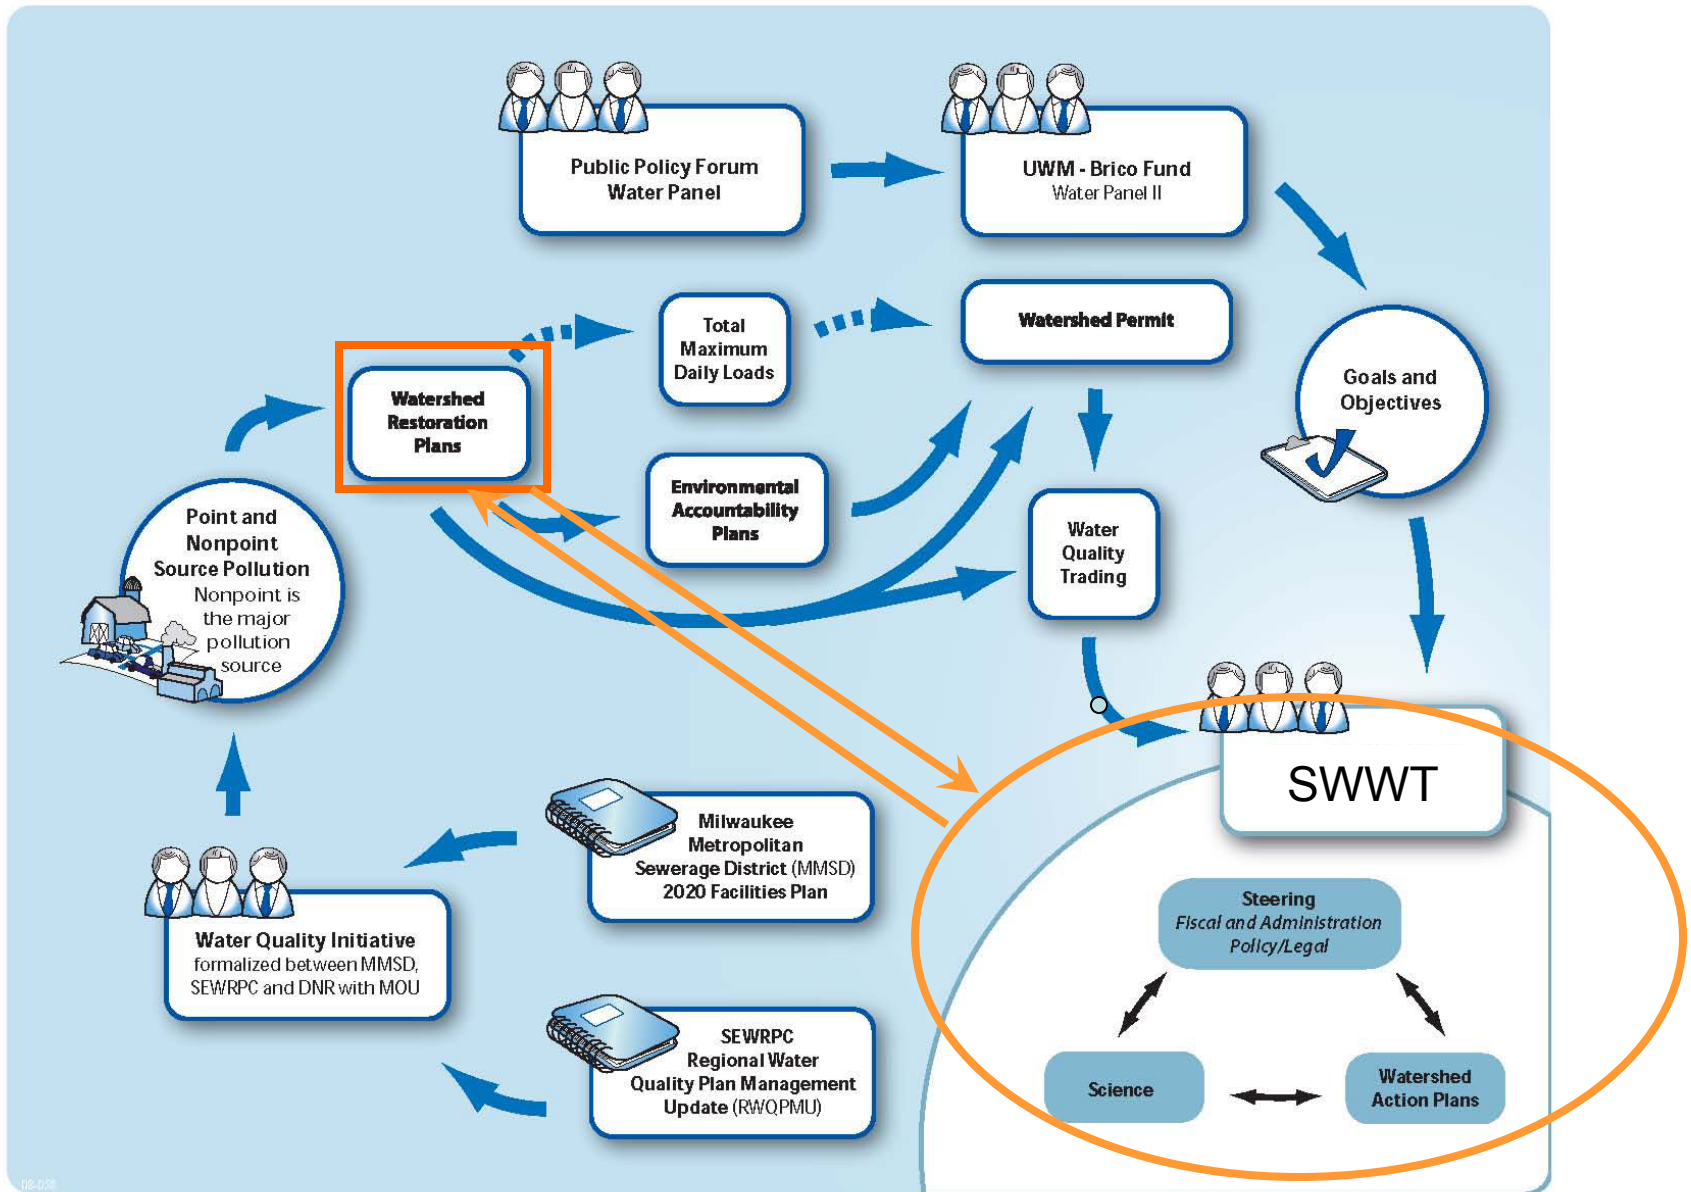 Public Policy Forum
Water Panel
UWM - Brico Fund
Water Panel II
Total
Maximum
Daily Loads
Watershed Permit
Goals and
Objectives
Watershed
Restoration
Plans
Environmental
Accountability
Plans
Water
Quality
Trading
Point and
Nonpoint
Source Pollution
Nonpoint is
the major
pollution
source
SWWT
Milwaukee
Metropolitan
Sewerage District (MMSD)
2020 Facilities Plan
Water Quality Initiative
formalized between MMSD,
SEWRPC and DNR with MOU
SEWRPC
Regional Water
Quality Plan Management
Update (RWQPMU)
Steering
Fiscal and Administration
Policy/Legal
Science
Watershed
Action Plans